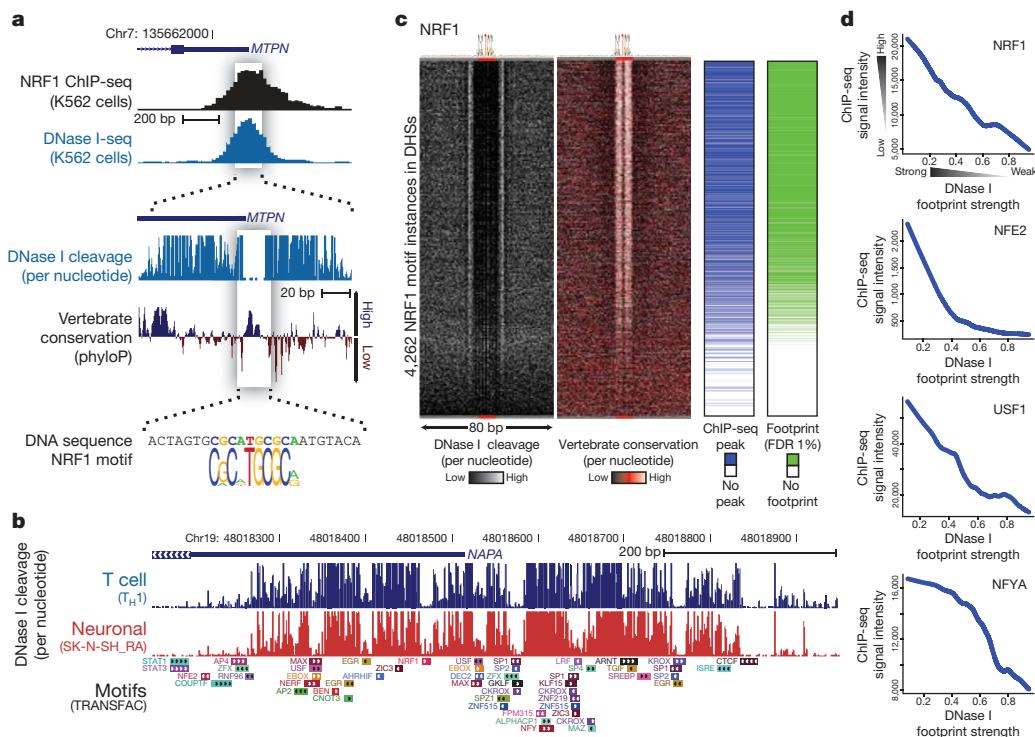 a
Chr7: 135662000
MTPN
NRF1 ChIP-seq
(K562 cells)
200 bp
DNase I-seq
(K562 cells)
MTPN
DNase I cleavage
(per nucleotide)
20 bp
Vertebrate
conservation
(phyloP)
High
Low
DNA sequence
ACTAGTGCGCATGCGCAATGTACA
NRF1 motif
b
DNase I cleavage
(per nucleotide)
Chr19: 48018300 48018400 48018500 48018600 48018700 48018800 48018900
200 bp
NAPA
T cell
(TH1)
Neuronal
(SK-N-SH_RA)
Motifs
(TRANSFAC)
STAT1 AP4 MAX EGR NRF1 USF SP1 LRF ARNT KROX CTCF
STAT3 ZFX USF ZIC3 EBOX SP2 SP4 TGIF SP1 ISRE
NFE2 RNF96 EBOX AHRHIF DEC2 ZFX SP1 SREBP SP2
COUPTF NERF EGR MAX GKLF KLF15 EGR
AP2 BEN CKROX CKROX
CNOT3 SPZ1 ZNF219
ZNF515 ZNF515
FPM315 ZIC3
ALPHACP1 CKROX
NFY MAZ
c
NRF1
4,262 NRF1 motif instances in DHSs
80 bp
DNase I cleavage
(per nucleotide)
Low High
Vertebrate conservation
(per nucleotide)
Low High
ChIP-seq
peak
No
peak
Footprint
(FDR 1%)
No
footprint
d
NRF1
ChIP-seq
signal intensity
High
Low
20,000
15,000
10,000
5,000
0.2 0.4 0.6 0.8
Strong Weak
DNase I
footprint strength
NFE2
ChIP-seq
signal intensity
2,000
1,500
1,000
500
0.2 0.4 0.6 0.8
DNase I
footprint strength
USF1
ChIP-seq
signal intensity
60,000
40,000
20,000
0.2 0.4 0.6 0.8
DNase I
footprint strength
NFYA
ChIP-seq
signal intensity
16,000
12,000
8,000
0.2 0.4 0.6 0.8
DNase I
footprint strength